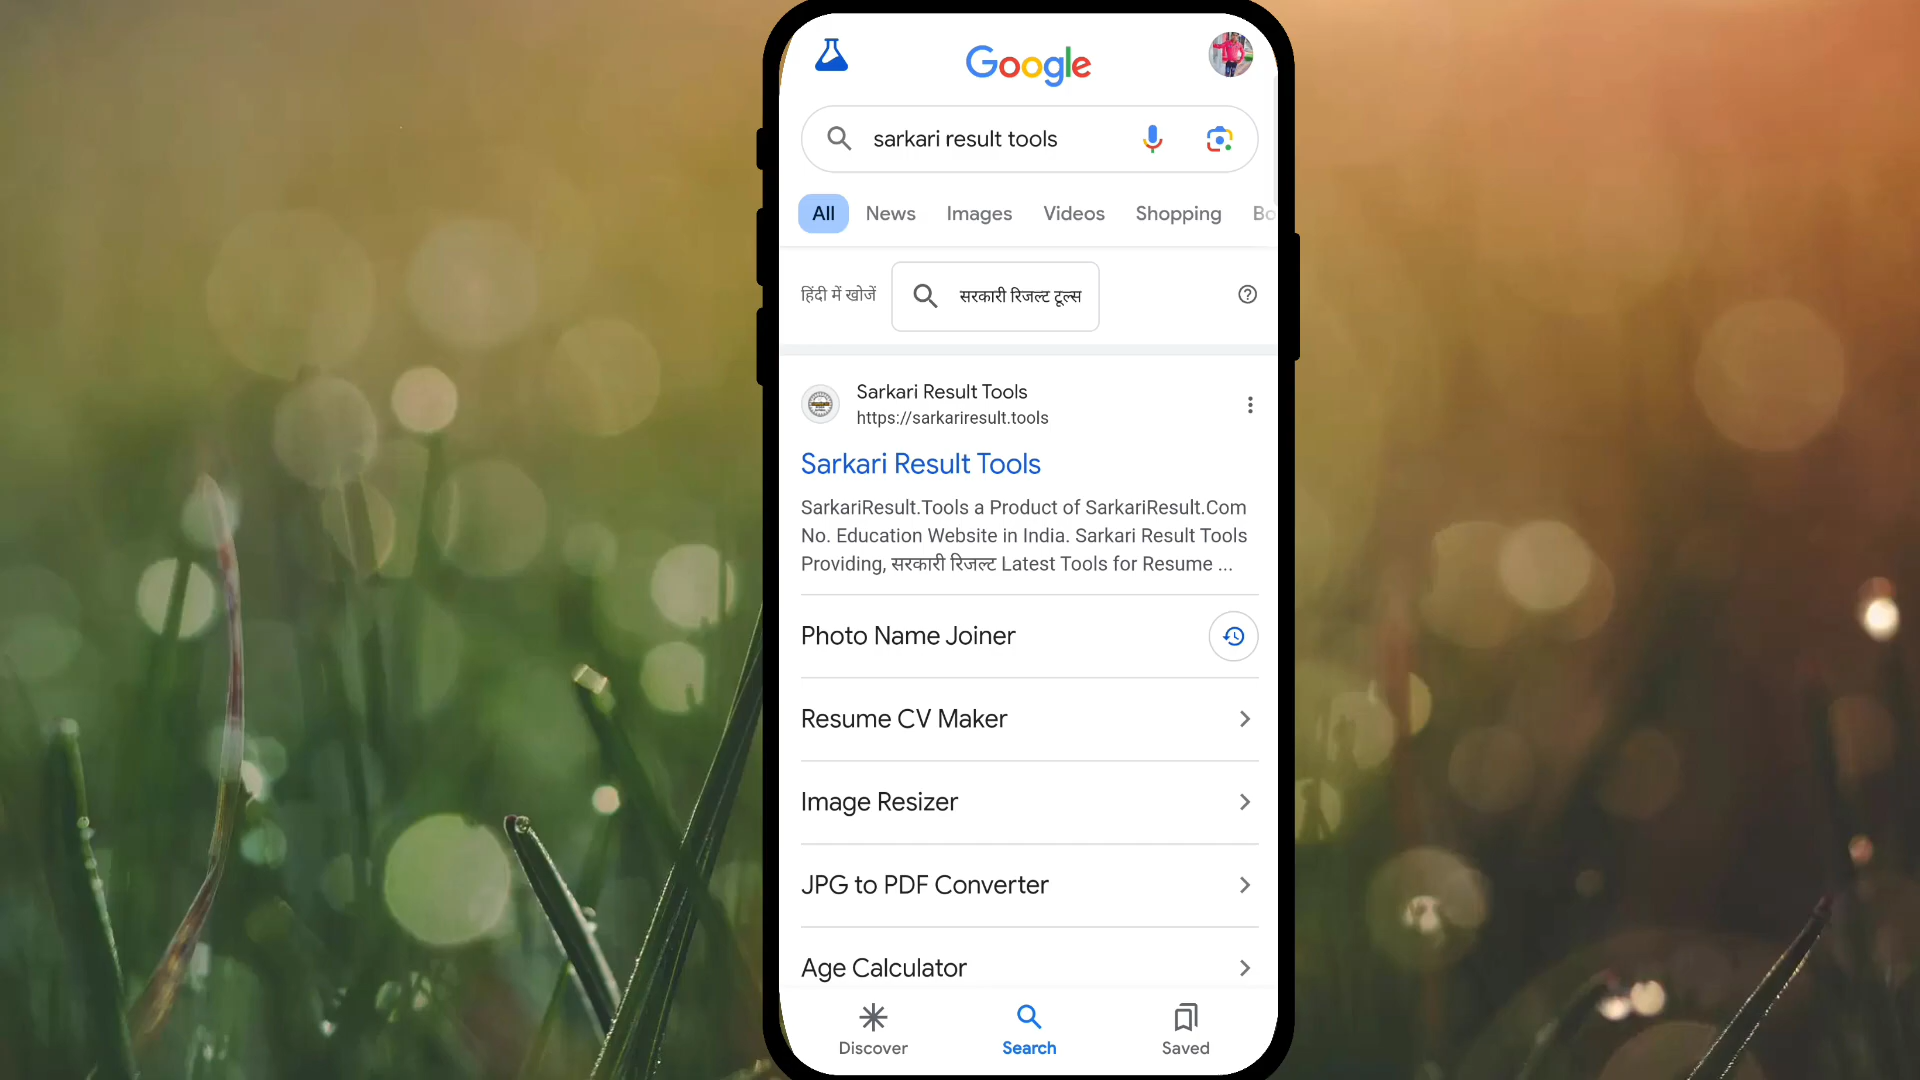 Google
sarkari result tools
All News Images Videos Shopping Bo
हिंदी में खोजें सरकारी रिजल्ट टूल्स
Sarkari Result Tools
https://sarkariresult.tools
Sarkari Result Tools
SarkariResult.Tools a Product of SarkariResult.Com
No. Education Website in India. Sarkari Result Tools
Providing, सरकारी रिजल्ट Latest Tools for Resume ...
Photo Name Joiner
Resume CV Maker
Image Resizer
JPG to PDF Converter
Age Calculator
Discover Search Saved